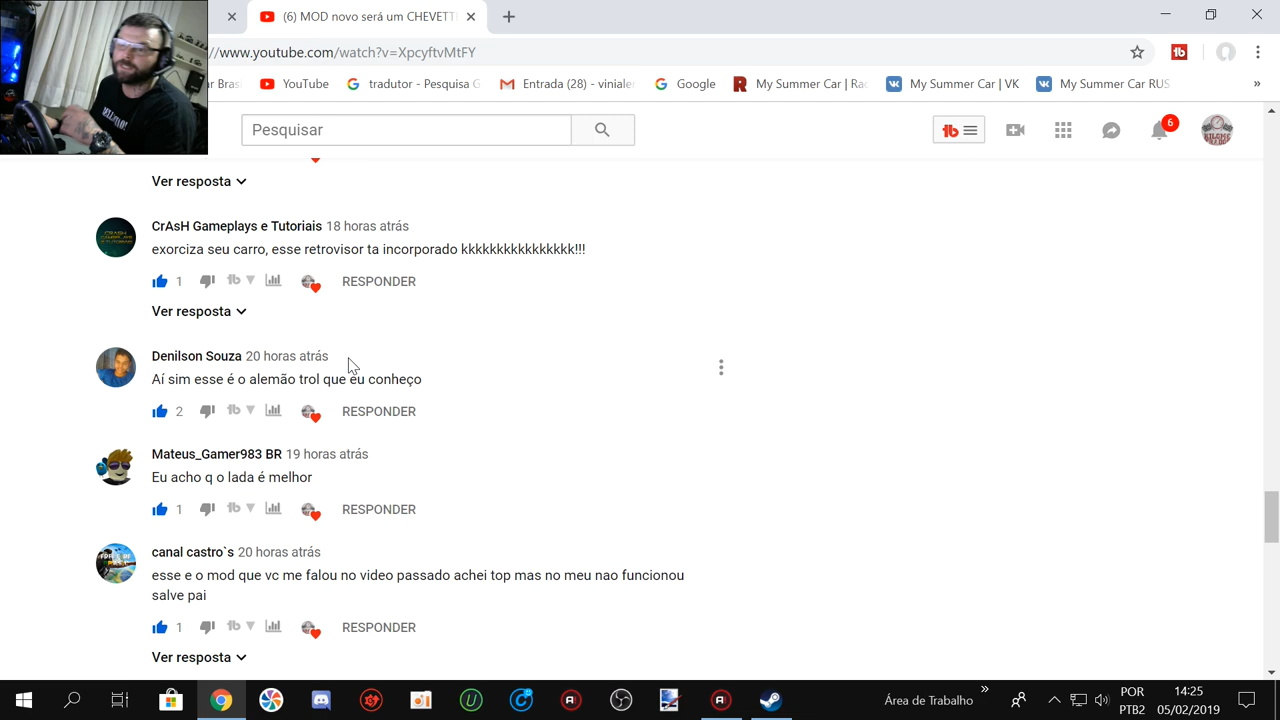 (6) MOD novo será um CHEVETT
//www.youtube.com/watch?v=XpcyftvMtFY
ar Bras
YouTube
tradutor - Pesquisa G
Entrada (28) - vinialer
Google
My Summer Car | Rac
My Summer Car | VK
My Summer Car RUS
»
Pesquisar
6
Ver resposta
CrAsH Gameplays e Tutoriais 18 horas atrás
exorciza seu carro, esse retrovisor ta incorporado kkkkkkkkkkkkkkkk!!!
1 RESPONDER
Ver resposta
Denilson Souza 20 horas atrás
Aí sim esse é o alemão trol que eu conheço
2 RESPONDER
Mateus_Gamer983 BR 19 horas atrás
Eu acho q o lada é melhor
1 RESPONDER
canal castro`s 20 horas atrás
esse e o mod que vc me falou no video passado achei top mas no meu nao funcionou
salve pai
1 RESPONDER
Ver resposta
Área de Trabalho
»
POR
PTB2
14:25
05/02/2019